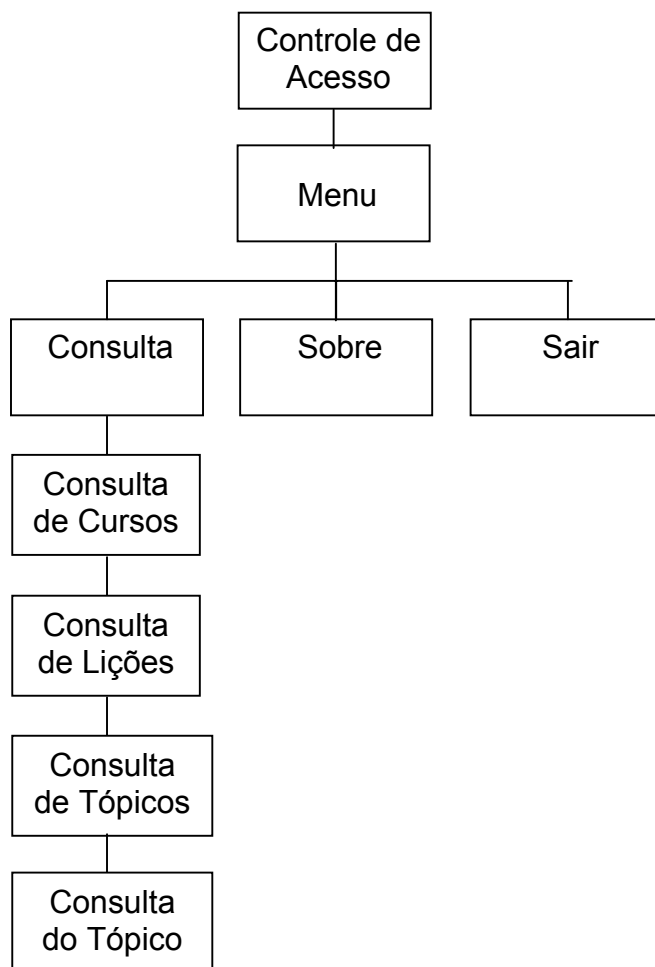 Controle de
Acesso
Menu
Consulta
Sobre
Sair
Consulta
de Cursos
Consulta
de Lições
Consulta
de Tópicos
Consulta
do Tópico